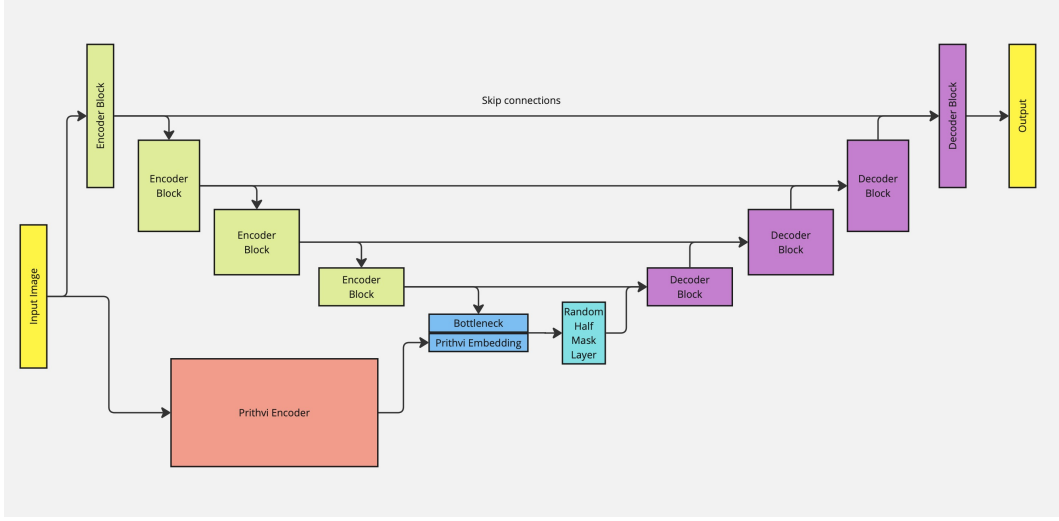 Skip connections
Input Image
Encoder Block
Encoder
Block
Encoder
Block
Encoder
Block
Bottleneck
Prithvi Embedding
Prithvi Encoder
Random
Half
Mask
Layer
Decoder
Block
Decoder
Block
Decoder
Block
Decoder Block
Output